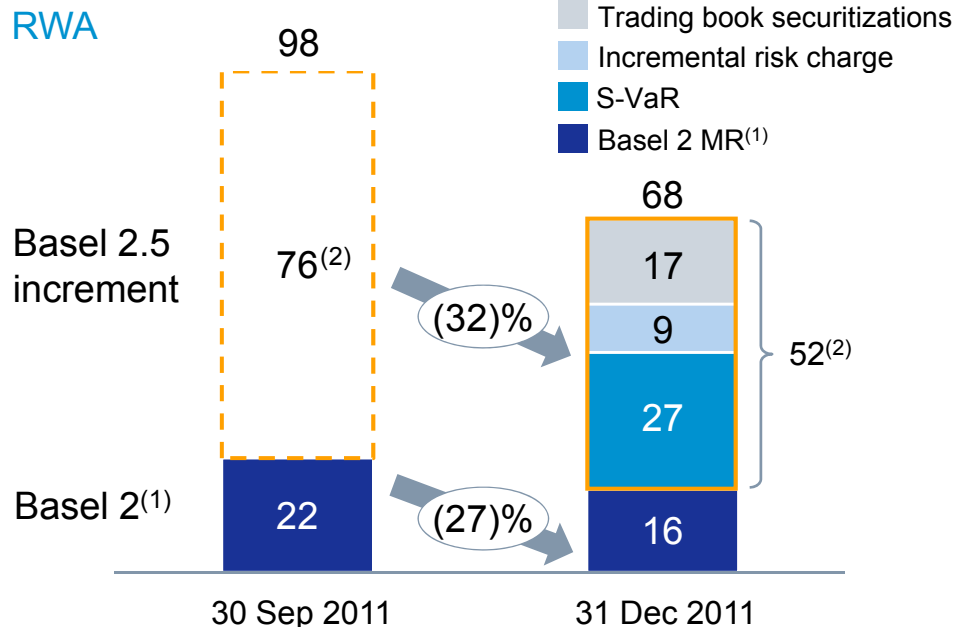 RWA
98
Trading book securitizations
Incremental risk charge
S-VaR
Basel 2 MR(1)
68
Basel 2.5
increment
76(2)
(32)%
17
9
27
52(2)
Basel 2(1)
22
(27)%
16
30 Sep 2011
31 Dec 2011